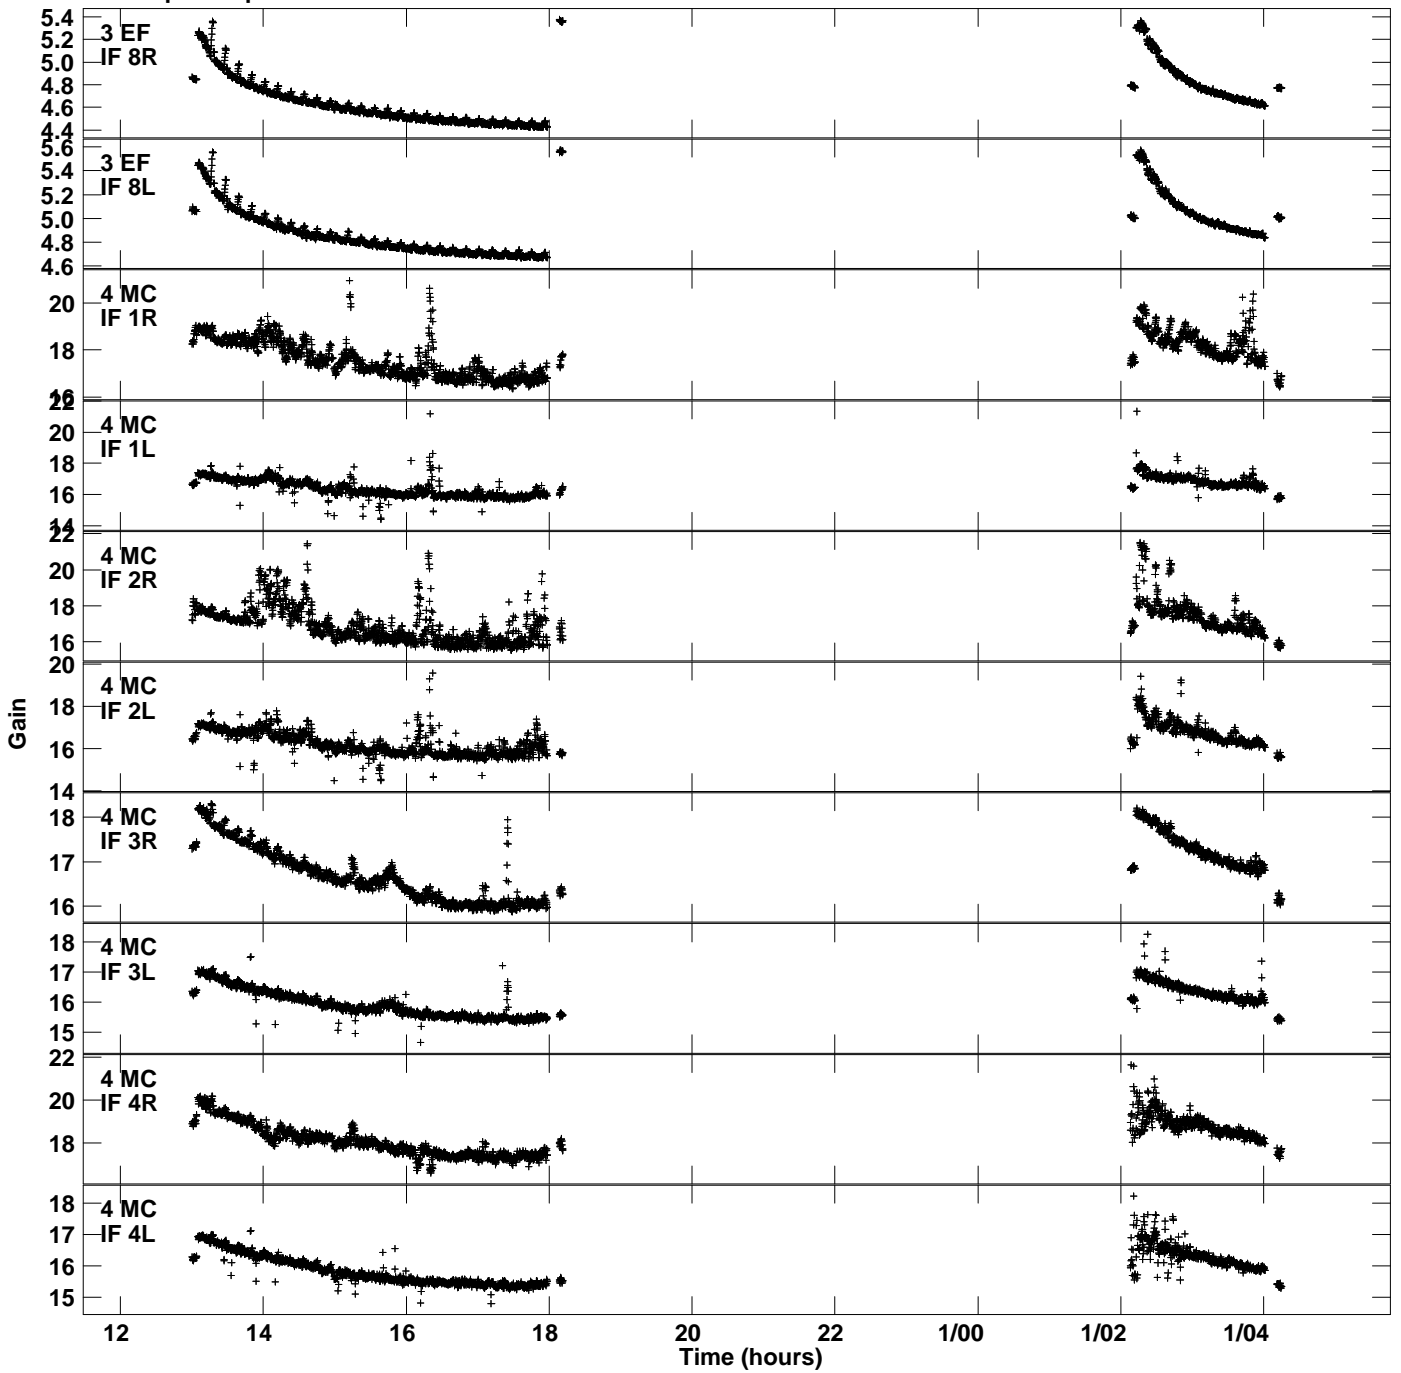 5.4
5.2
5.0
4.8
4.6
4.4
3 EF
IF 8R
5.6
5.4
5.2
5.0
4.8
4.6
3 EF
IF 8L
20
18
16
4 MC
IF 1R
22
20
18
16
14
4 MC
IF 1L
22
20
18
16
4 MC
IF 2R
20
18
16
14
4 MC
IF 2L
18
17
16
4 MC
IF 3R
18
17
16
15
4 MC
IF 3L
22
20
18
4 MC
IF 4R
18
17
16
15
4 MC
IF 4L
Gain
12 14 16 18 20 22 1/00 1/02 1/04
Time (hours)